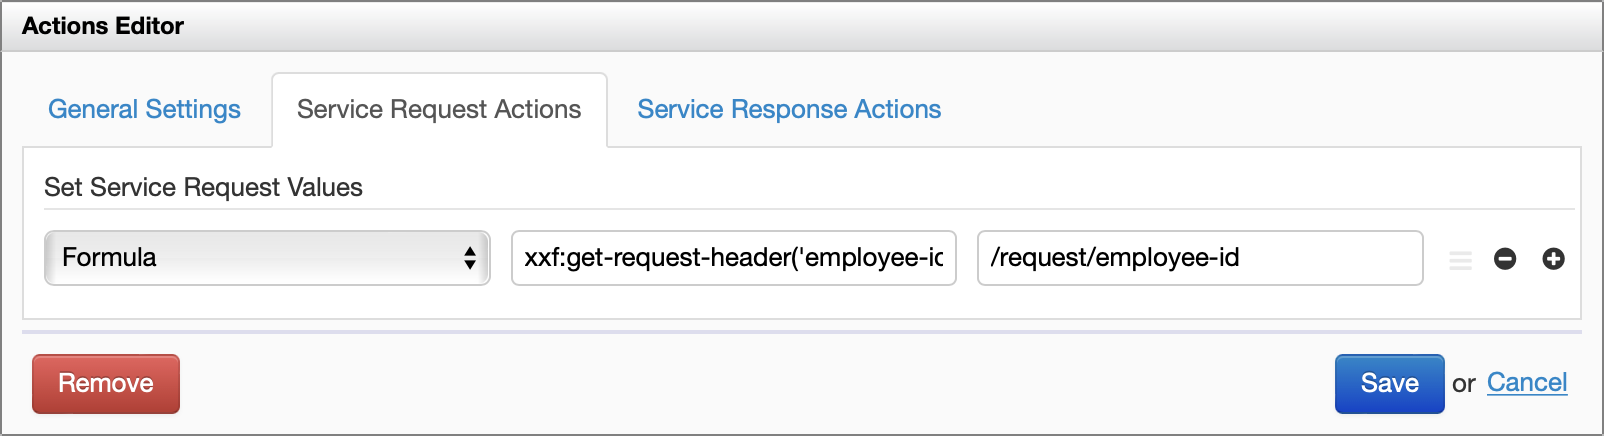 Actions Editor
General Settings Service Request Actions Service Response Actions
Set Service Request Values
Formula xxf:get-request-header('employee-ic /request/employee-id
Remove Save or Cancel